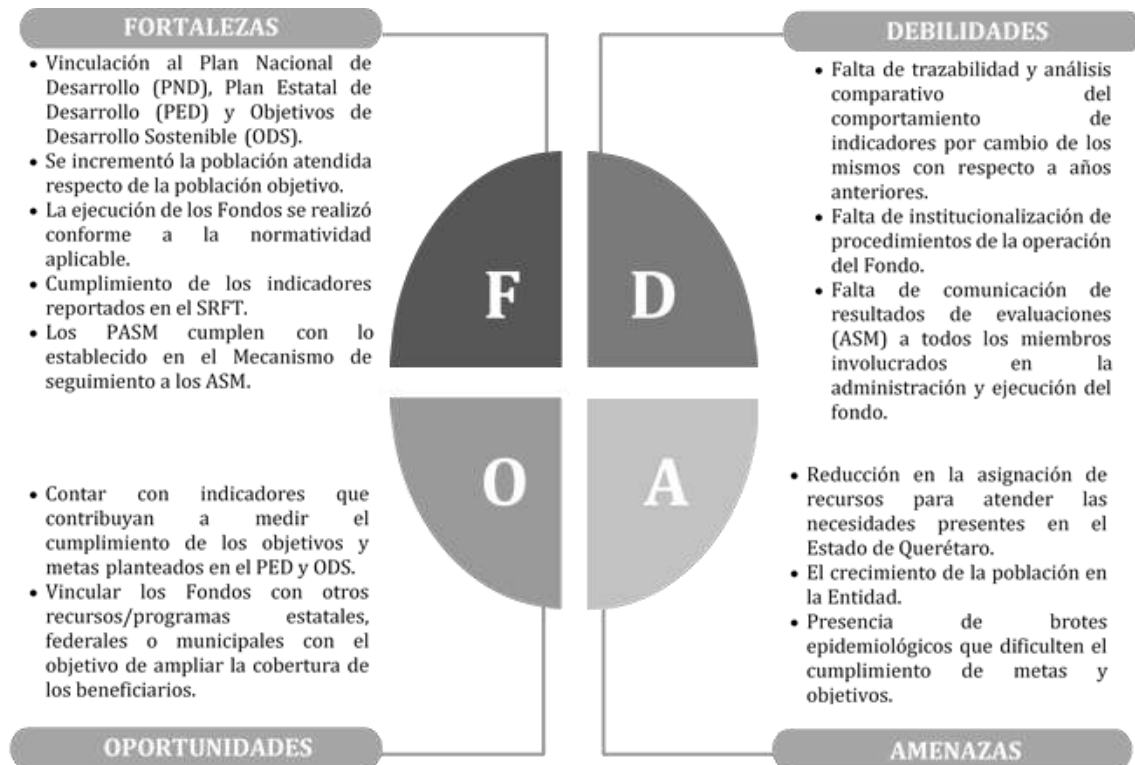 FORTALEZAS
• Vinculación al Plan Nacional de
Desarrollo (PND), Plan Estatal de
Desarrollo (PED) y Objetivos de
Desarrollo Sostenible (ODS).
• Se incrementó la población atendida
respecto de la población objetivo.
• La ejecución de los Fondos se realizó
conforme a la normatividad
aplicable.
• Cumplimiento de los indicadores
reportados en el SRFT.
• Los PASM cumplen con lo
establecido en el Mecanismo de
seguimiento a los ASM.
DEBILIDADES
• Falta de trazabilidad y análisis
comparativo del
comportamiento de
indicadores por cambio de los
mismos con respecto a años
anteriores.
• Falta de institucionalización de
procedimientos de la operación
del Fondo.
• Falta de comunicación de
resultados de evaluaciones
(ASM) a todos los miembros
involucrados en la
administración y ejecución del
fondo.
F
D
O
A
• Contar con indicadores que
contribuyan a medir el
cumplimiento de los objetivos y
metas planteados en el PED y ODS.
• Vincular los Fondos con otros
recursos/programas estatales,
federales o municipales con el
objetivo de ampliar la cobertura de
los beneficiarios.
OPORTUNIDADES
• Reducción en la asignación de
recursos para atender las
necesidades presentes en el
Estado de Querétaro.
• El crecimiento de la población en
la Entidad.
• Presencia de brotes
epidemiológicos que dificulten el
cumplimiento de metas y
objetivos.
AMENAZAS